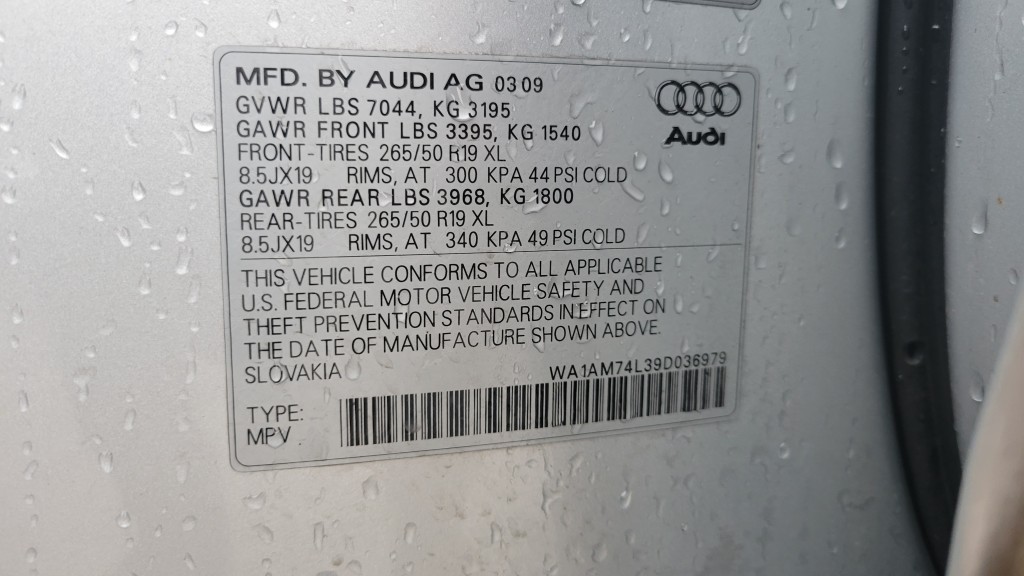 MFD. BY AUDI AG 03 09
GVWR LBS 7044, KG 3195
GAWR FRONT LBS 3395, KG 1540
FRONT-TIRES 265/50 R19 XL
8.5JX19 RIMS, AT 300 KPA 44 PSI COLD
GAWR REAR LBS 3968, KG 1800
REAR-TIRES 265/50 R19 XL
8.5JX19 RIMS, AT 340 KPA 49 PSI COLD
Audi
THIS VEHICLE CONFORMS TO ALL APPLICABLE
U.S. FEDERAL MOTOR VEHICLE SAFETY AND
THEFT PREVENTION STANDARDS IN EFFECT ON
THE DATE OF MANUFACTURE SHOWN ABOVE.
SLOVAKIA WA1AM74L39D036979
TYPE:
MPV